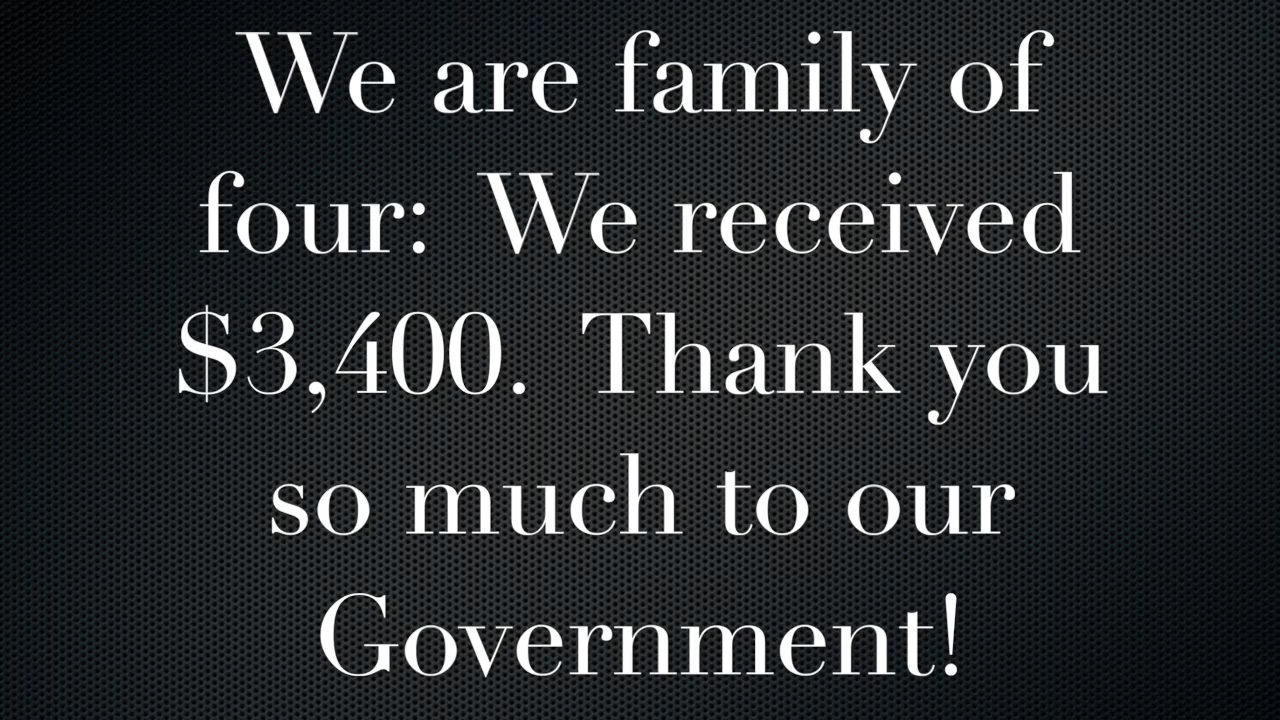 We are family of
four:  We received
$3,400.  Thank you
so much to our
Government!